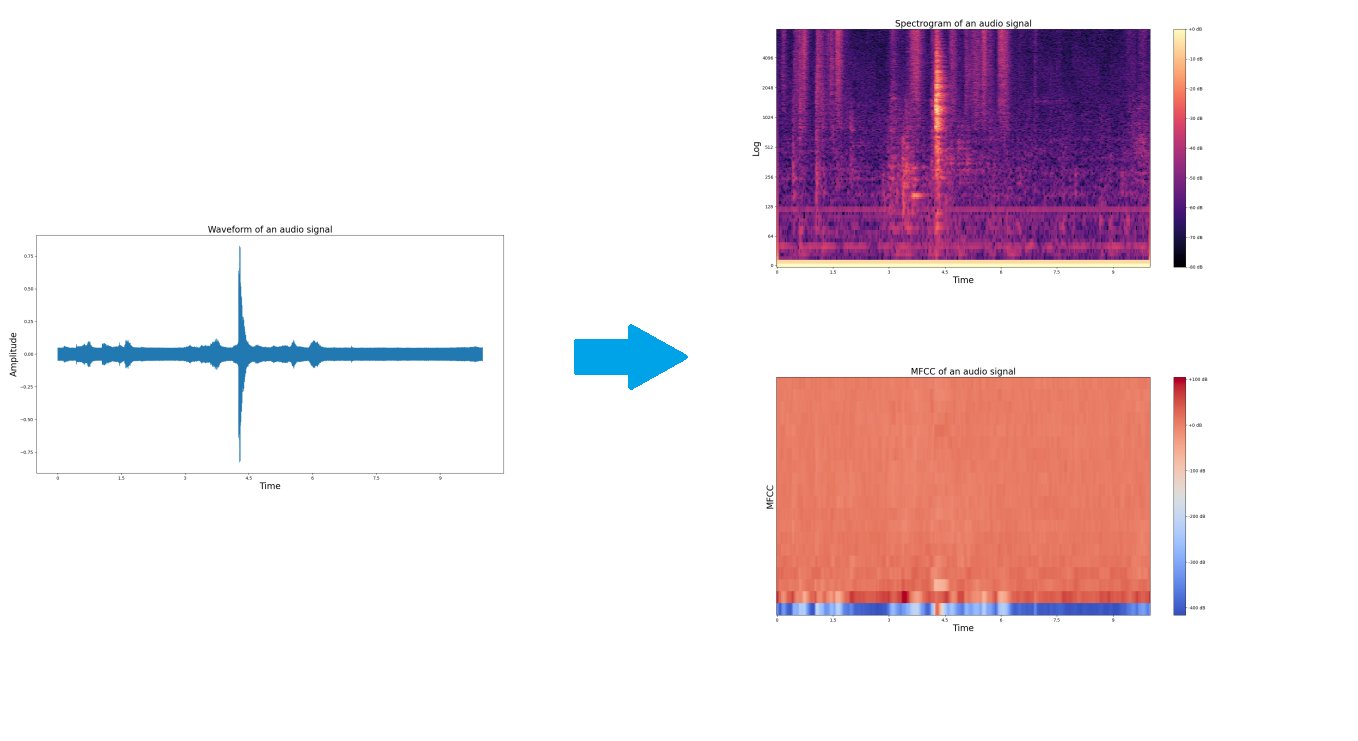 Waveform of an audio signal
Amplitude
0.75
0.50
0.25
0.00
−0.25
−0.50
−0.75
0 1.5 3 4.5 6 7.5 9
Time
Spectrogram of an audio signal
Log
4096
2048
1024
512
256
128
64
0
0 1.5 3 4.5 6 7.5 9
Time
+0 dB
-10 dB
-20 dB
-30 dB
-40 dB
-50 dB
-60 dB
-70 dB
-80 dB
MFCC of an audio signal
MFCC
0 1.5 3 4.5 6 7.5 9
Time
+100 dB
+0 dB
-100 dB
-200 dB
-300 dB
-400 dB